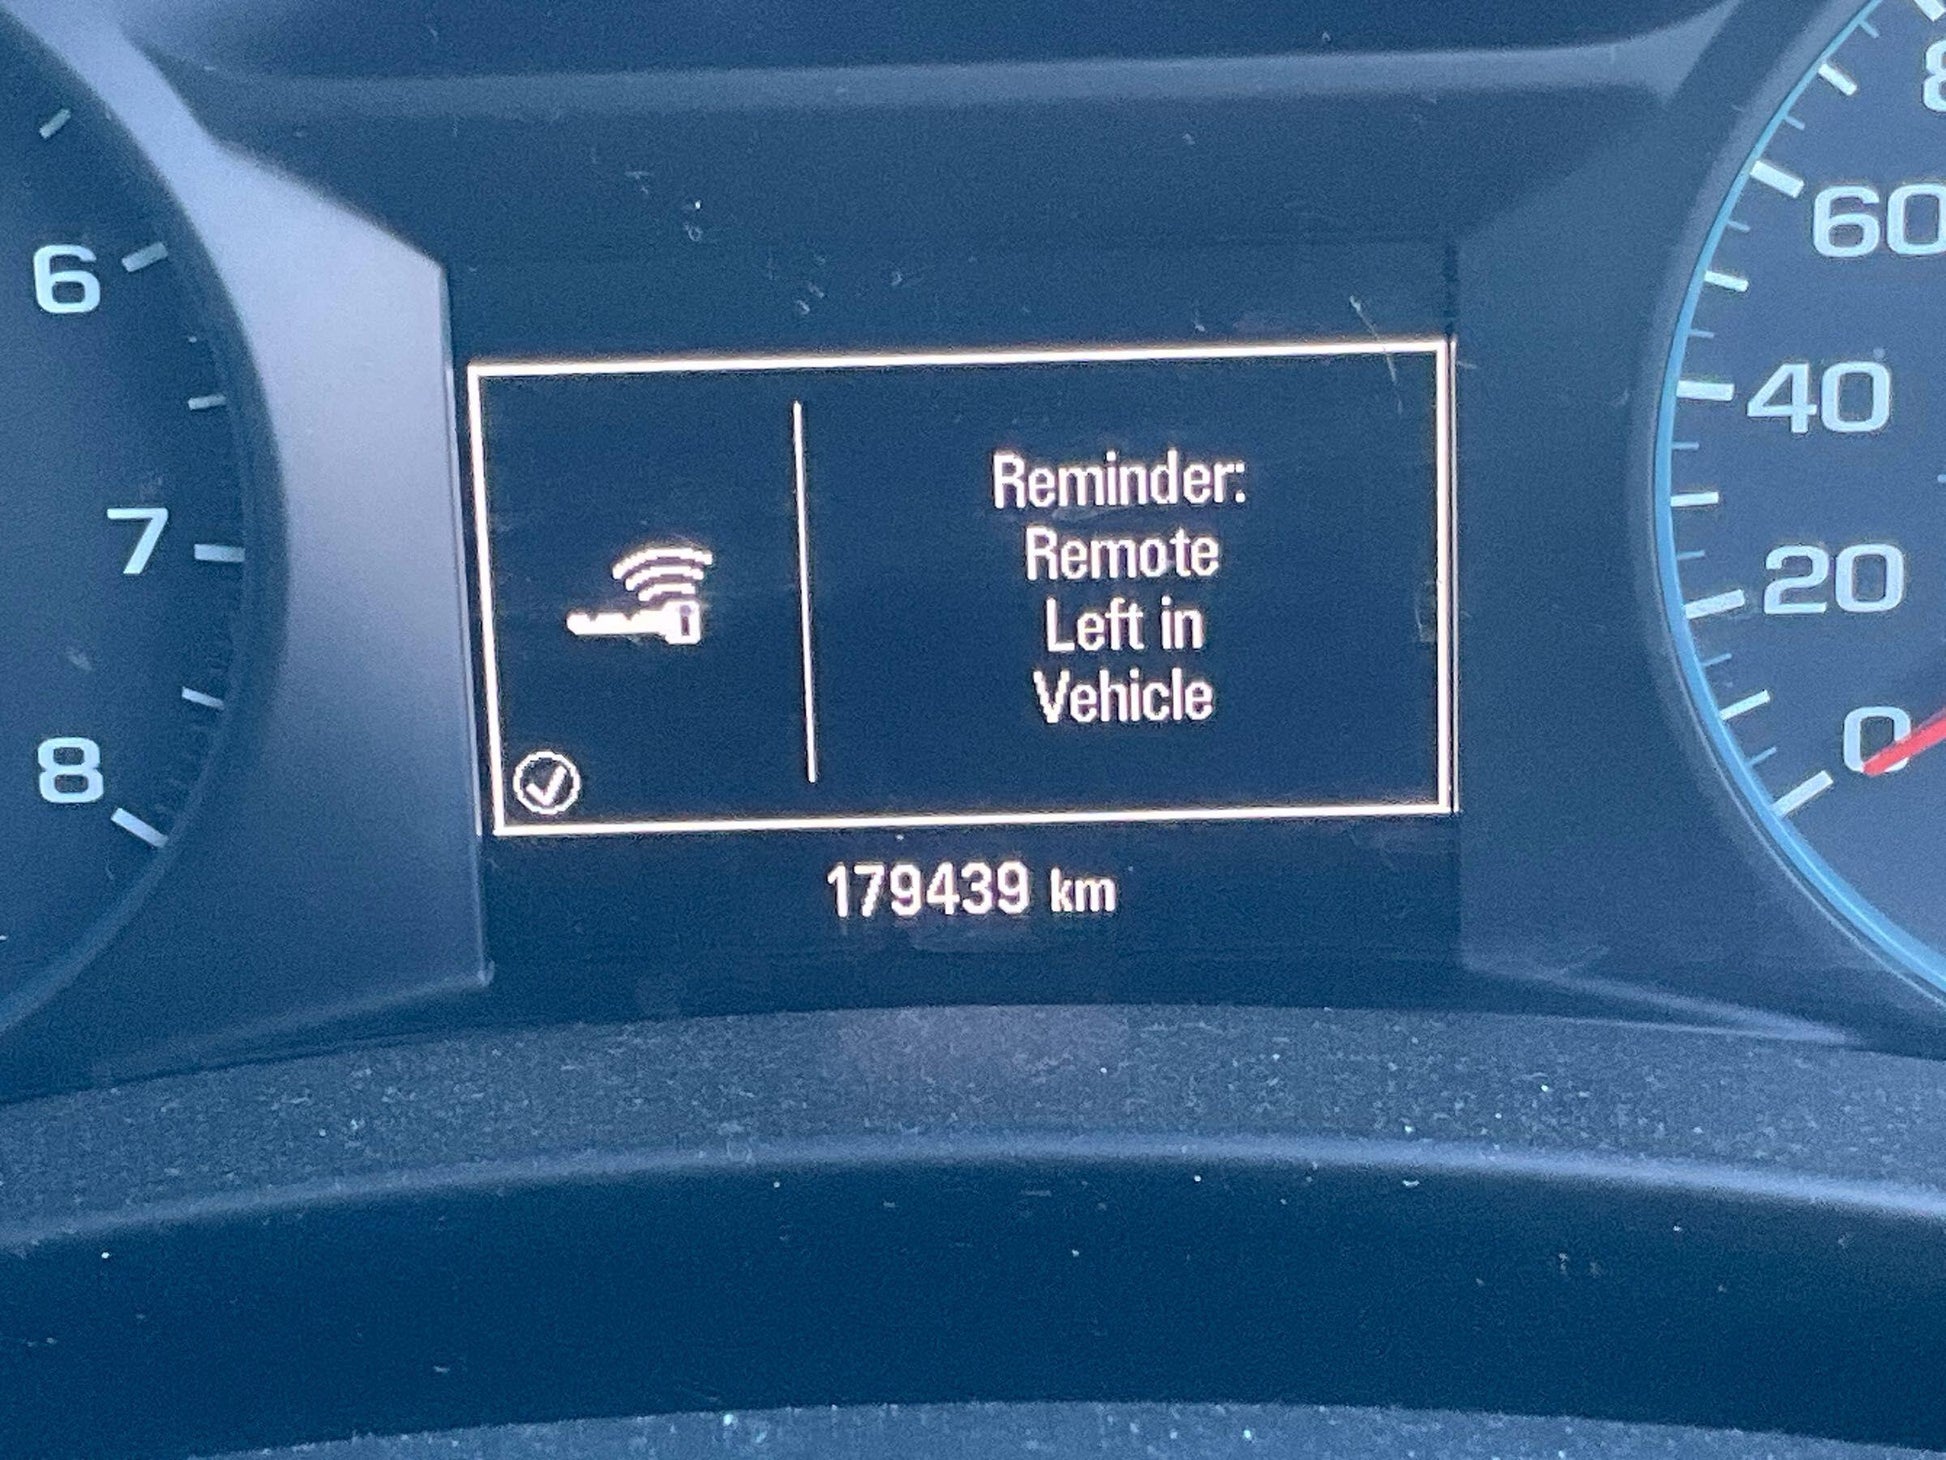 Reminder:
Remote
Left in
Vehicle
179439 km
6
7
8
60
40
20
0